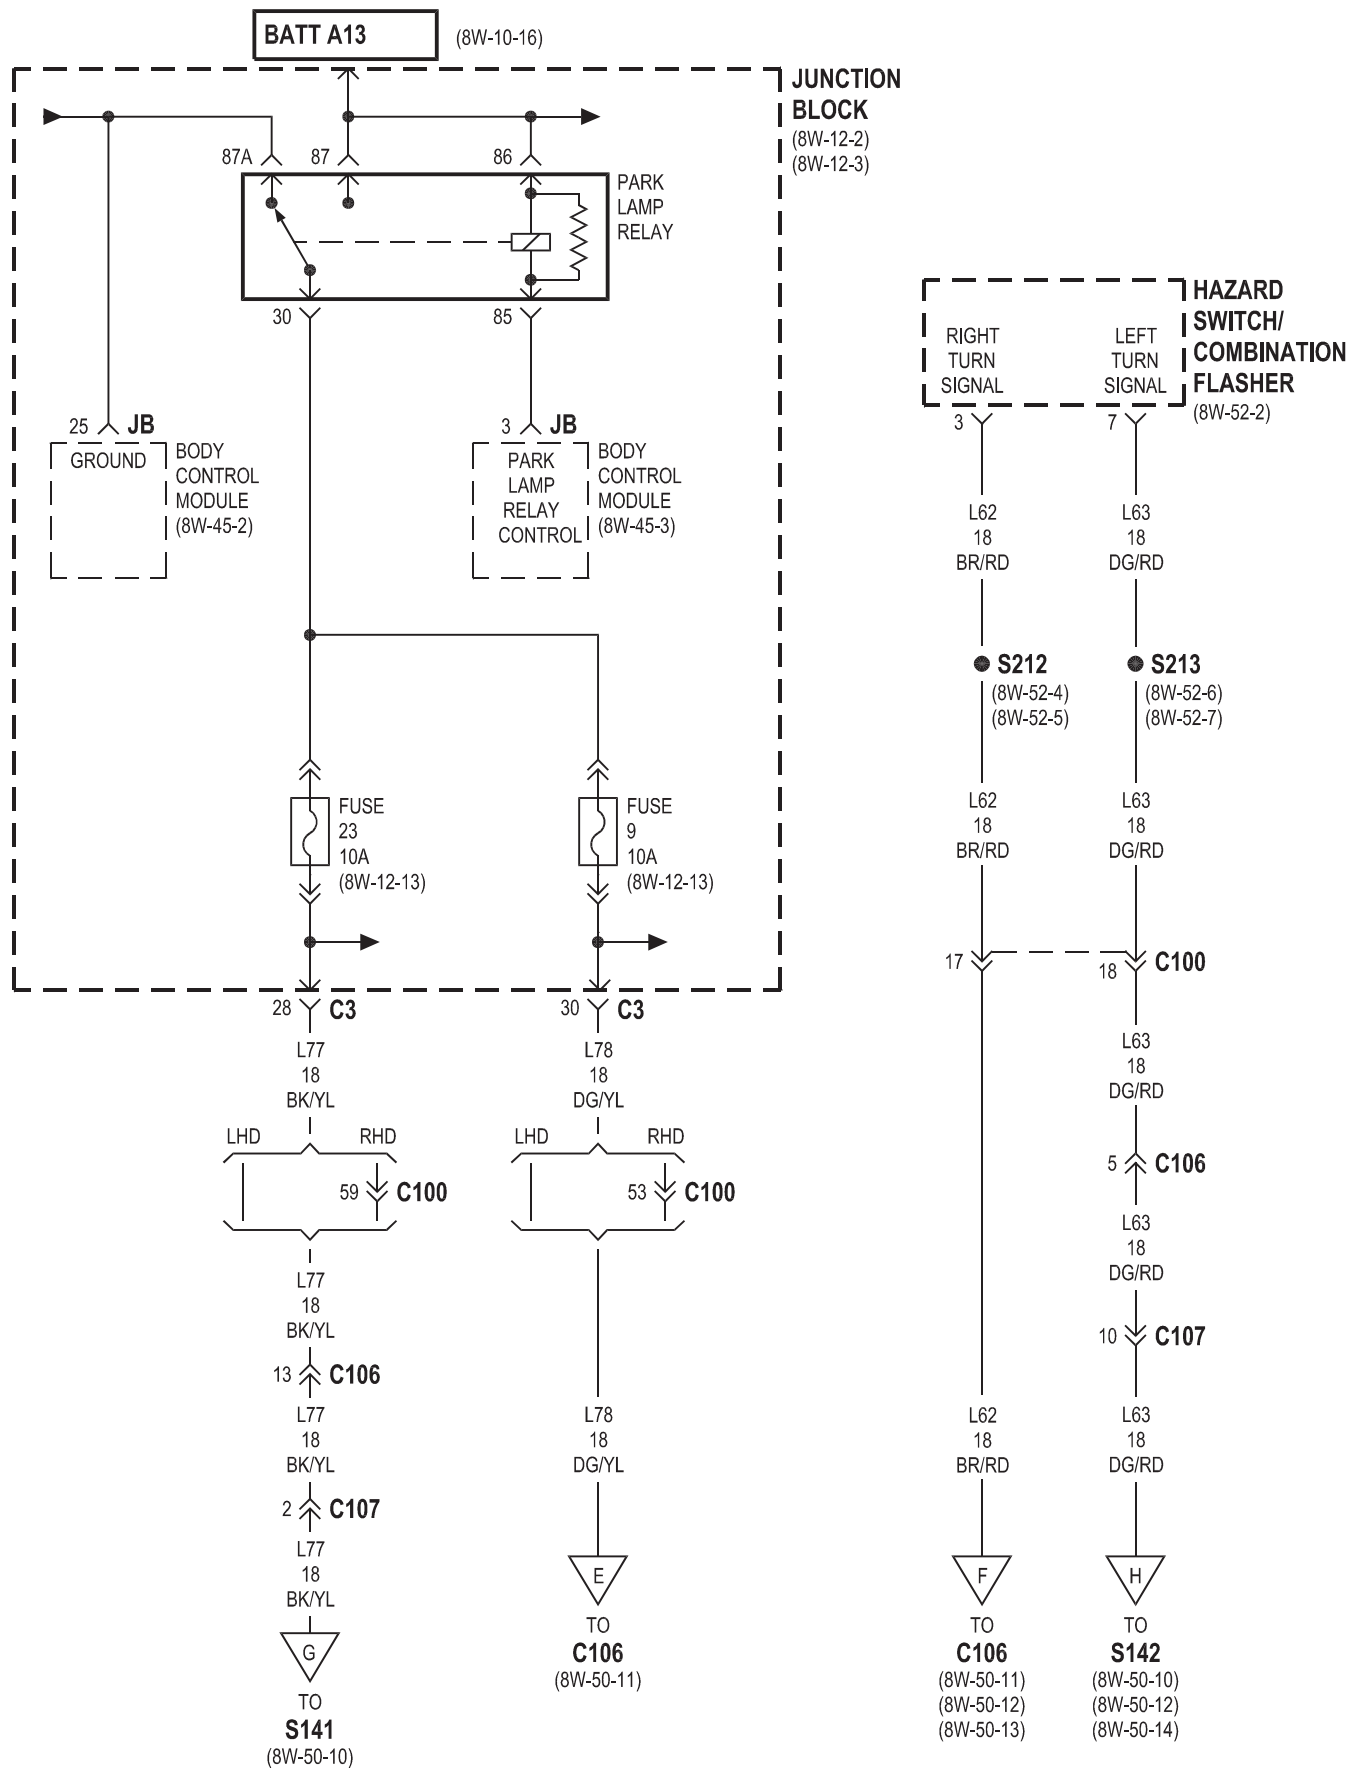 BATT A13
(8W-10-16)
JUNCTION
BLOCK
(8W-12-2)
(8W-12-3)
87A
87
86
PARK
LAMP
RELAY
30
85
25
JB
GROUND
BODY
CONTROL
MODULE
(8W-45-2)
3
JB
PARK
LAMP
RELAY
CONTROL
BODY
CONTROL
MODULE
(8W-45-3)
FUSE
23
10A
(8W-12-13)
FUSE
9
10A
(8W-12-13)
28
C3
L77
18
BK/YL
LHD
RHD
59
C100
L77
18
BK/YL
13
C106
L77
18
BK/YL
2
C107
L77
18
BK/YL
G
TO
S141
(8W-50-10)
30
C3
L78
18
DG/YL
LHD
RHD
53
C100
L78
18
DG/YL
E
TO
C106
(8W-50-11)
HAZARD
SWITCH/
COMBINATION
FLASHER
(8W-52-2)
RIGHT
TURN
SIGNAL
LEFT
TURN
SIGNAL
3
L62
18
BR/RD
S212
(8W-52-4)
(8W-52-5)
L62
18
BR/RD
17
L62
18
BR/RD
F
TO
C106
(8W-50-11)
(8W-50-12)
(8W-50-13)
7
L63
18
DG/RD
S213
(8W-52-6)
(8W-52-7)
L63
18
DG/RD
18
C100
L63
18
DG/RD
5
C106
L63
18
DG/RD
10
C107
L63
18
DG/RD
H
TO
S142
(8W-50-10)
(8W-50-12)
(8W-50-14)